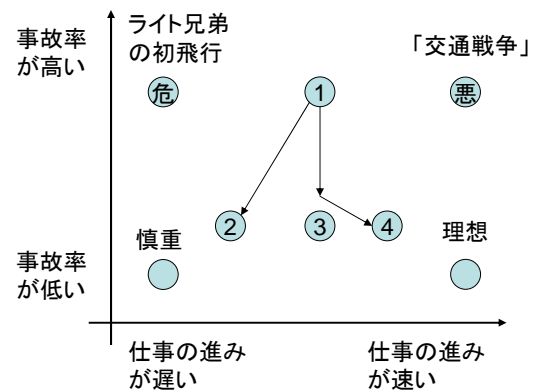 事故率
が高い
ライト兄弟
の初飛行
「交通戦争」
危
1
悪
2
3
4
慎重
理想
事故率
が低い
仕事の進み
が遅い
仕事の進み
が速い